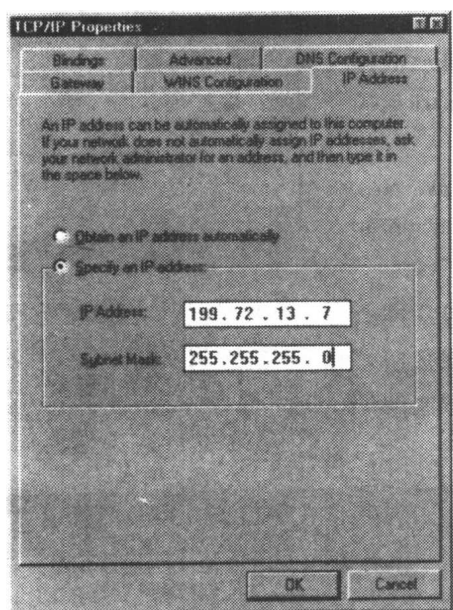 TCP/IP Properties
Bindings Advanced DNS Configuration
Gateway WINS Configuration IP Address
An IP address can be automatically assigned to this computer.
If your network does not automatically assign IP addresses, ask
your network administrator for an address, and then type it in
the space below.
Obtain an IP address automatically
Specify an IP address:
IP Address: 199.72.13.7
Subnet Mask: 255.255.255.0
OK Cancel